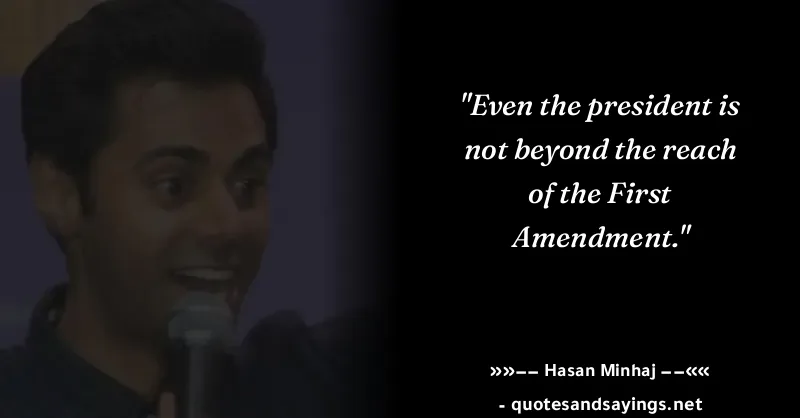 "Even the president is
not beyond the reach
of the First
Amendment."
»»−− Hasan Minhaj −−««
- quotesandsayings.net